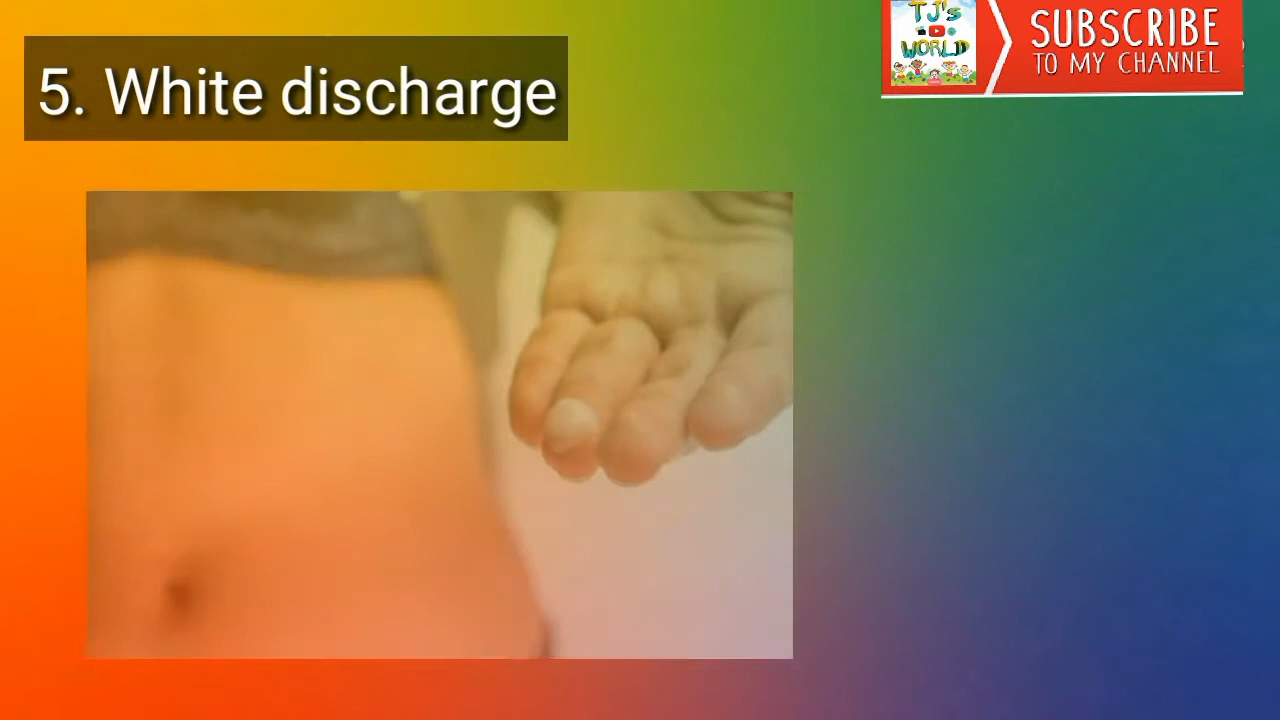 5. White discharge
TJ's
WORLD
SUBSCRIBE
TO MY CHANNEL